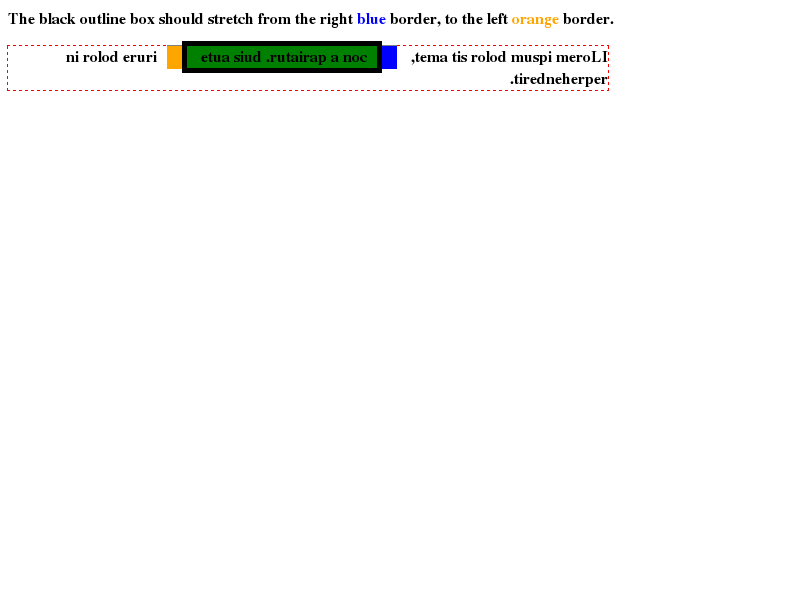 The black outline box should stretch from the right blue border, to the left orange border.
ni rolod eruri etua siud .rutairap a noc ,tema tis rolod muspi meroLI
.tiredneherper